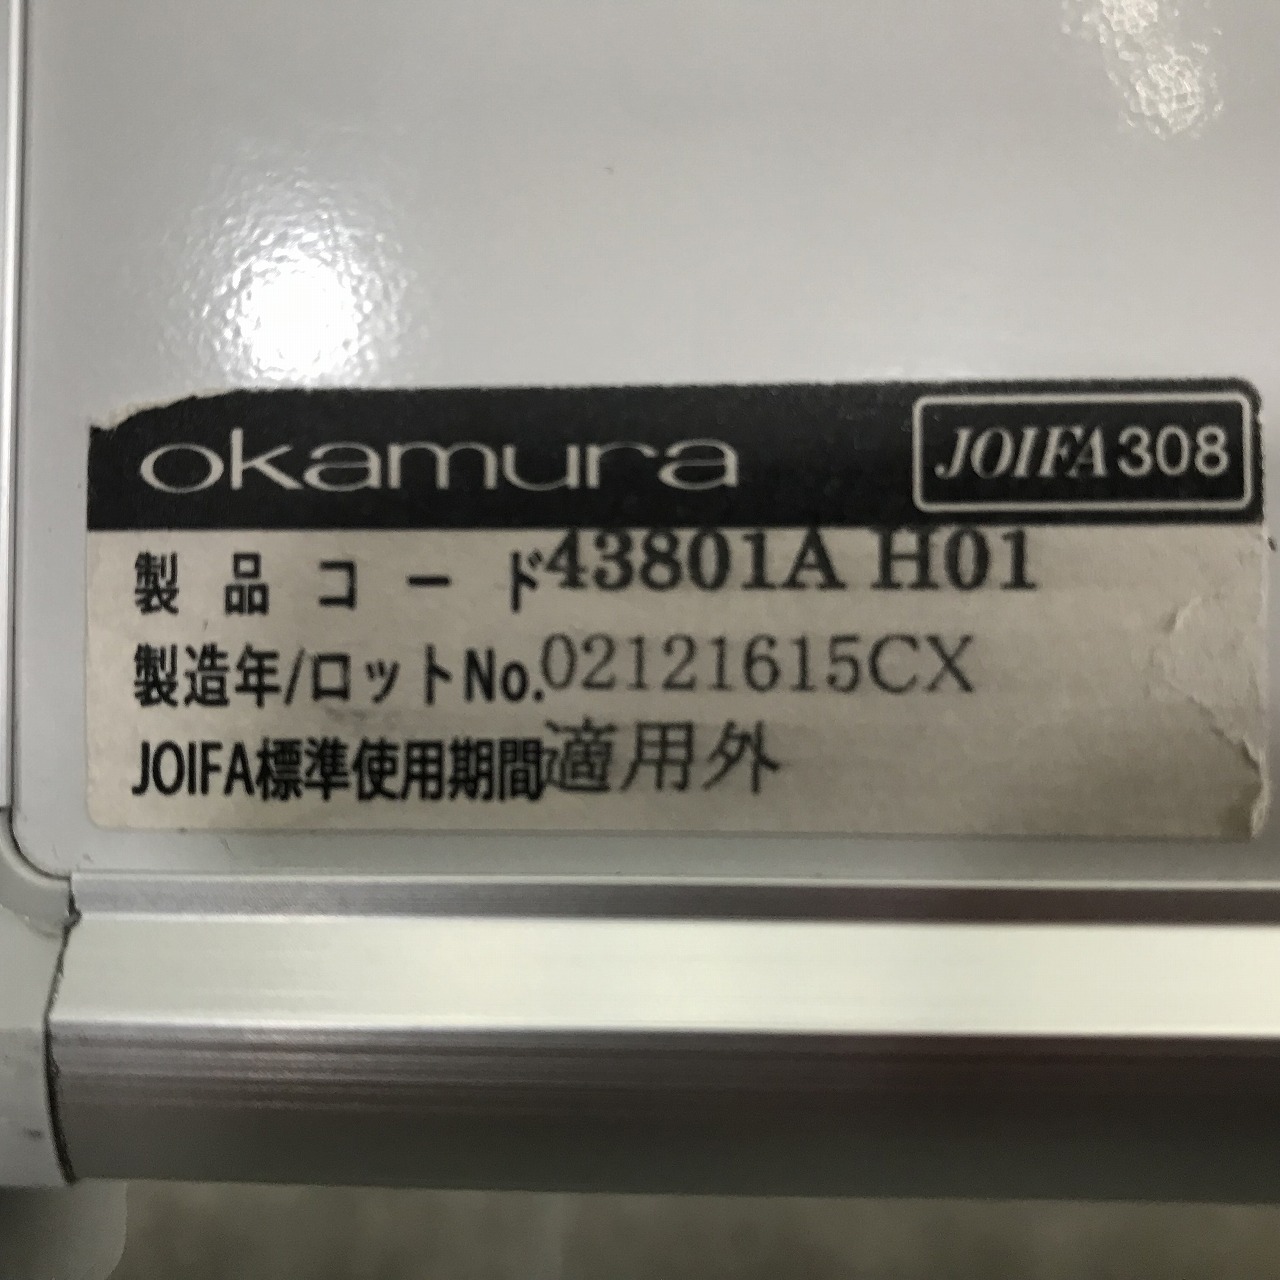 okamura JOIFA308
製品コード43801A H01
製造年/ロットNo.02121615CX
JOIFA標準使用期間適用外